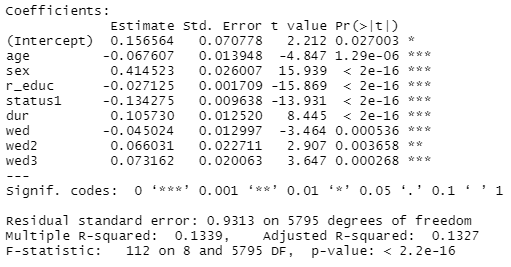 Coefficients:
             Estimate Std. Error t value Pr(>|t|)
(Intercept)  0.156564   0.070778   2.212 0.027003 *
age         -0.067607   0.013948  -4.847 1.29e-06 ***
sex          0.414523   0.026007  15.939  < 2e-16 ***
r_educ      -0.027125   0.001709 -15.869  < 2e-16 ***
status1     -0.134275   0.009638 -13.931  < 2e-16 ***
dur          0.105730   0.012520   8.445  < 2e-16 ***
wed         -0.045024   0.012997  -3.464 0.000536 ***
wed2         0.066031   0.022711   2.907 0.003658 **
wed3         0.073162   0.020063   3.647 0.000268 ***
---
Signif. codes:  0 ‘***’ 0.001 ‘**’ 0.01 ‘*’ 0.05 ‘.’ 0.1 ‘ ’ 1
Residual standard error: 0.9313 on 5795 degrees of freedom
Multiple R-squared:  0.1339,    Adjusted R-squared:  0.1327
F-statistic:   112 on 8 and 5795 DF,  p-value: < 2.2e-16